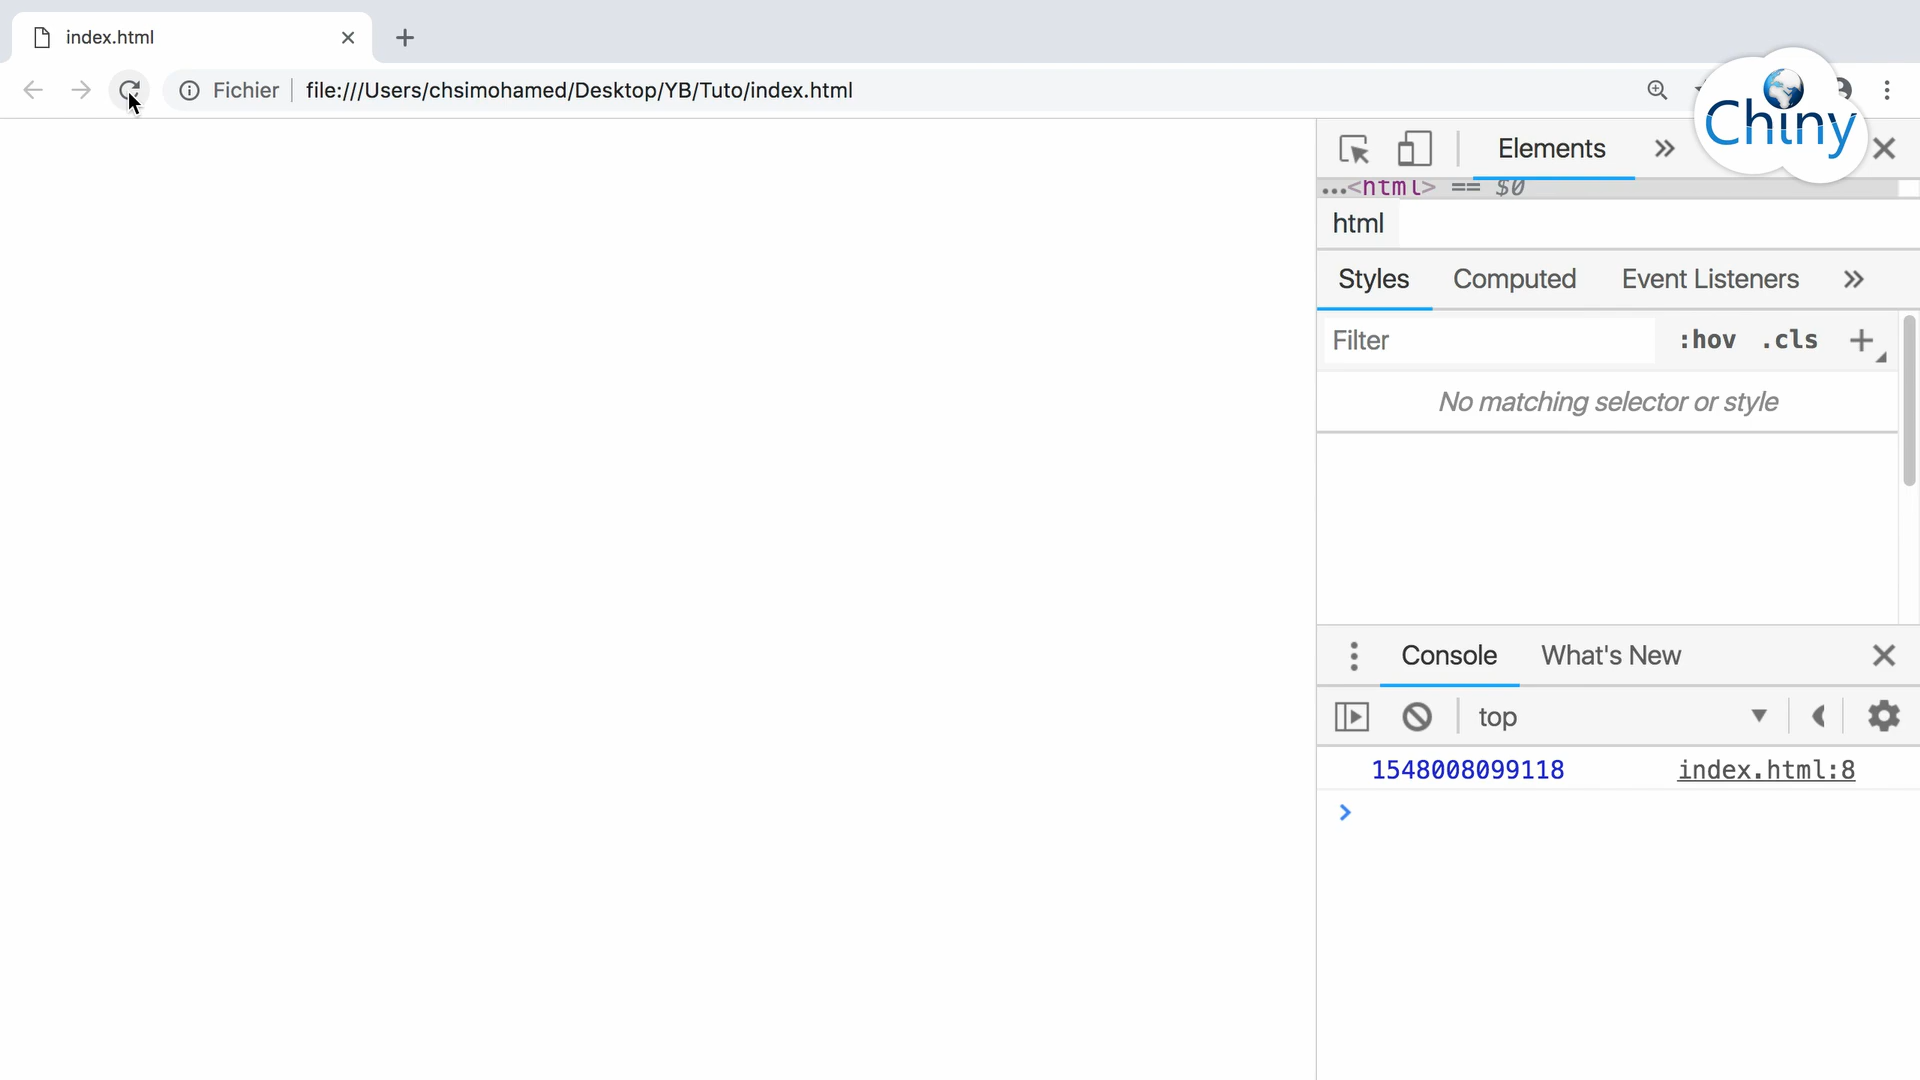 index.html
Fichier file:///Users/chsimohamed/Desktop/YB/Tuto/index.html
Chiny
Elements
...<html> == $0
html
Styles Computed Event Listeners
Filter :hov .cls
No matching selector or style
Console What's New
top
1548008099118 index.html:8